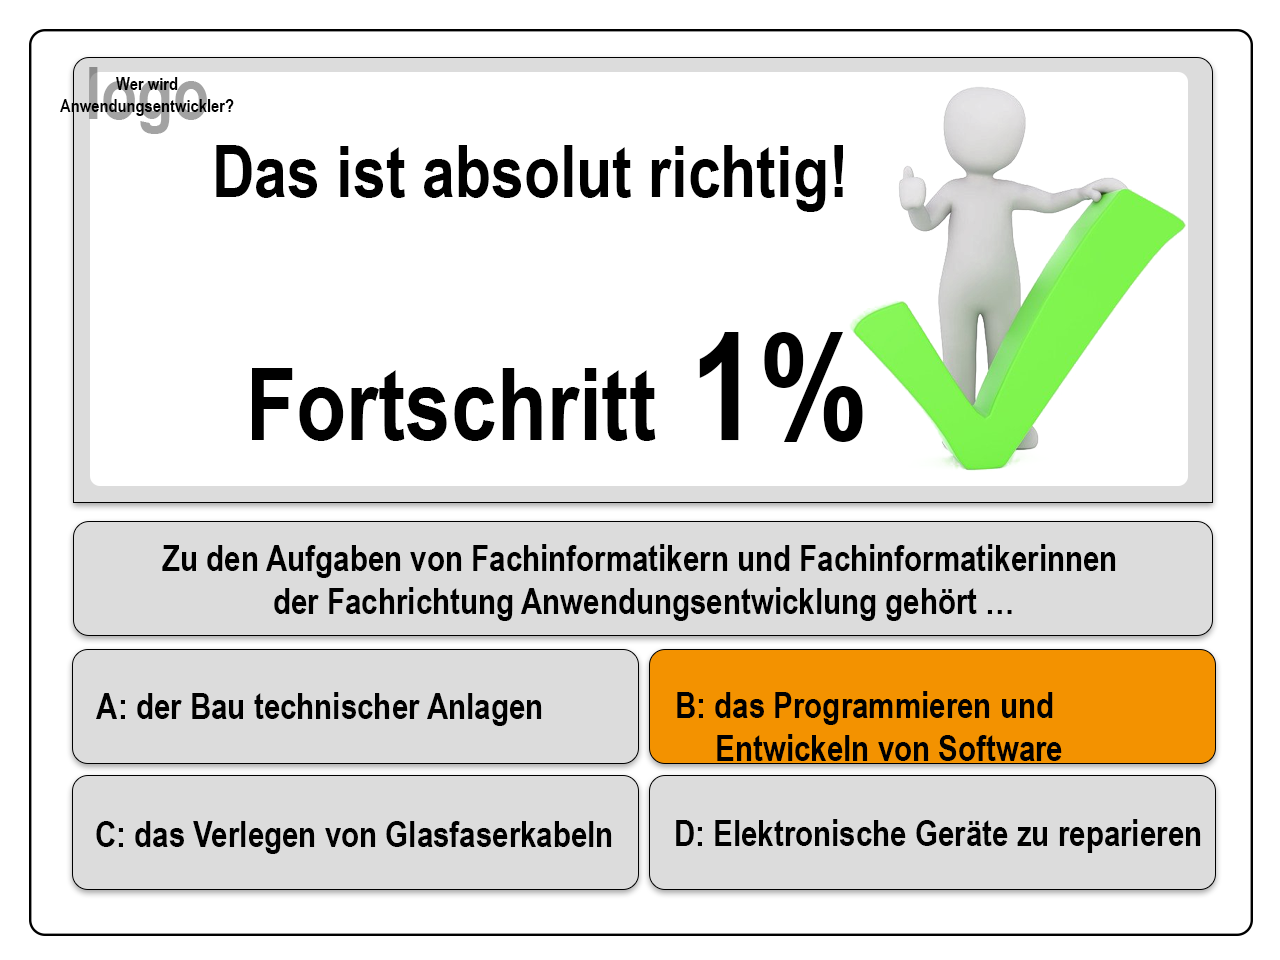 logo
Wer wird
Anwendungsentwickler?
Das ist absolut richtig!
Fortschritt 1%
Zu den Aufgaben von Fachinformatikern und Fachinformatikerinnen
der Fachrichtung Anwendungsentwicklung gehört …
A: der Bau technischer Anlagen
B: das Programmieren und
Entwickeln von Software
C: das Verlegen von Glasfaserkabeln
D: Elektronische Geräte zu reparieren